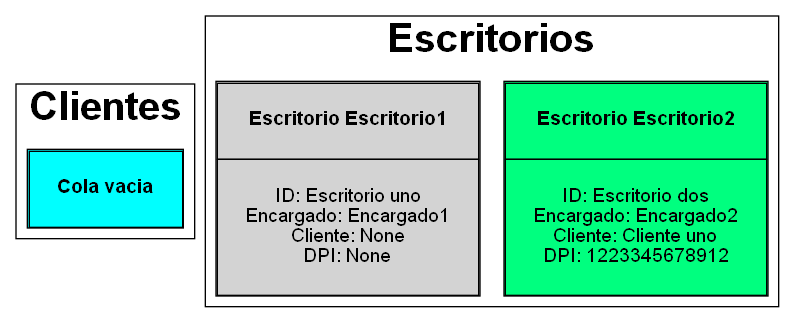 Clientes
Cola vacia
Escritorios
Escritorio Escritorio1
ID: Escritorio uno
Encargado: Encargado1
Cliente: None
DPI: None
Escritorio Escritorio2
ID: Escritorio dos
Encargado: Encargado2
Cliente: Cliente uno
DPI: 1223345678912